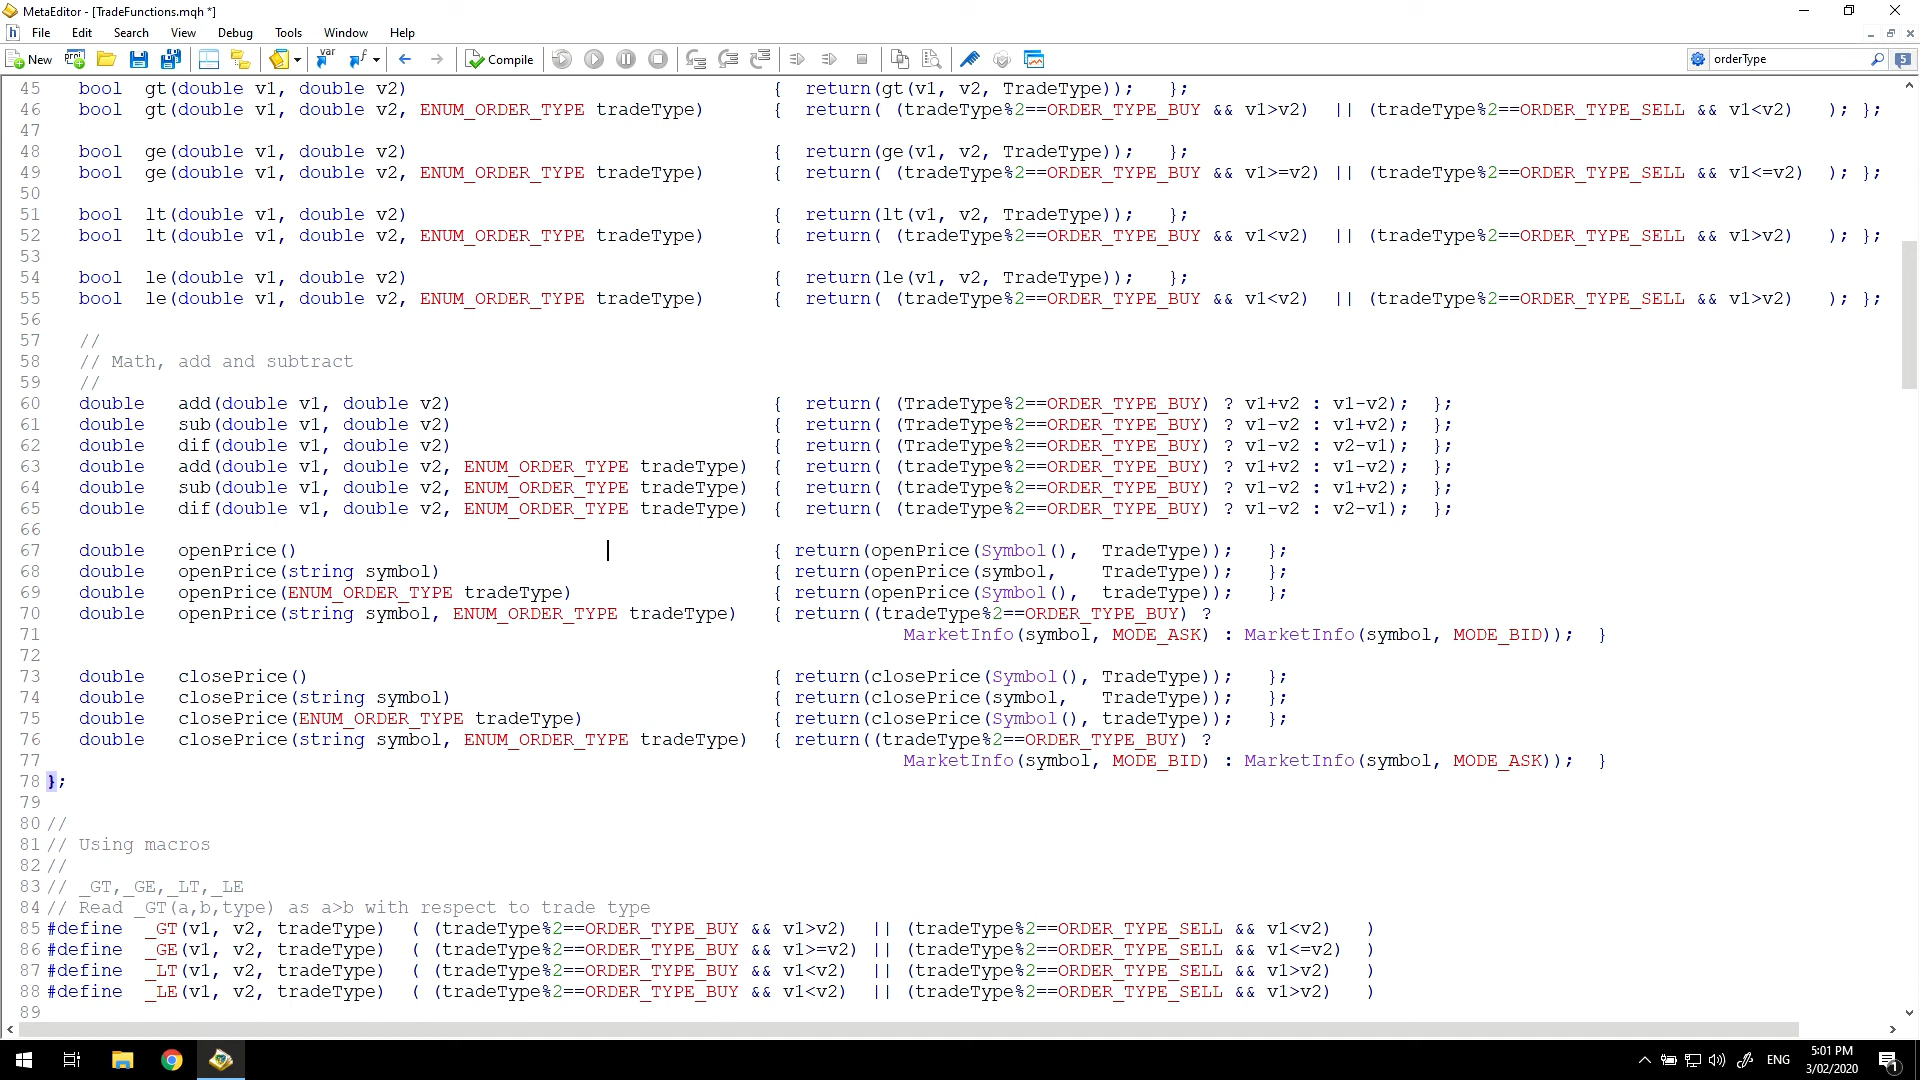 MetaEditor - [TradeFunctions.mqh *]
File Edit Search View Debug Tools Window Help
New Compile orderType 5
45 bool gt(double v1, double v2) { return(gt(v1, v2, TradeType)); };
46 bool gt(double v1, double v2, ENUM_ORDER_TYPE tradeType) { return( (tradeType%2==ORDER_TYPE_BUY && v1>v2) || (tradeType%2==ORDER_TYPE_SELL && v1<v2) ); };
47
48 bool ge(double v1, double v2) { return(ge(v1, v2, TradeType)); };
49 bool ge(double v1, double v2, ENUM_ORDER_TYPE tradeType) { return( (tradeType%2==ORDER_TYPE_BUY && v1>=v2) || (tradeType%2==ORDER_TYPE_SELL && v1<=v2) ); };
50
51 bool lt(double v1, double v2) { return(lt(v1, v2, TradeType)); };
52 bool lt(double v1, double v2, ENUM_ORDER_TYPE tradeType) { return( (tradeType%2==ORDER_TYPE_BUY && v1<v2) || (tradeType%2==ORDER_TYPE_SELL && v1>v2) ); };
53
54 bool le(double v1, double v2) { return(le(v1, v2, TradeType)); };
55 bool le(double v1, double v2, ENUM_ORDER_TYPE tradeType) { return( (tradeType%2==ORDER_TYPE_BUY && v1<v2) || (tradeType%2==ORDER_TYPE_SELL && v1>v2) ); };
56
57 //
58 // Math, add and subtract
59 //
60 double add(double v1, double v2) { return( (TradeType%2==ORDER_TYPE_BUY) ? v1+v2 : v1-v2); };
61 double sub(double v1, double v2) { return( (TradeType%2==ORDER_TYPE_BUY) ? v1-v2 : v1+v2); };
62 double dif(double v1, double v2) { return( (TradeType%2==ORDER_TYPE_BUY) ? v1-v2 : v2-v1); };
63 double add(double v1, double v2, ENUM_ORDER_TYPE tradeType) { return( (tradeType%2==ORDER_TYPE_BUY) ? v1+v2 : v1-v2); };
64 double sub(double v1, double v2, ENUM_ORDER_TYPE tradeType) { return( (tradeType%2==ORDER_TYPE_BUY) ? v1-v2 : v1+v2); };
65 double dif(double v1, double v2, ENUM_ORDER_TYPE tradeType) { return( (tradeType%2==ORDER_TYPE_BUY) ? v1-v2 : v2-v1); };
66
67 double openPrice() { return(openPrice(Symbol(), TradeType)); };
68 double openPrice(string symbol) { return(openPrice(symbol, TradeType)); };
69 double openPrice(ENUM_ORDER_TYPE tradeType) { return(openPrice(Symbol(), tradeType)); };
70 double openPrice(string symbol, ENUM_ORDER_TYPE tradeType) { return((tradeType%2==ORDER_TYPE_BUY) ?
71 MarketInfo(symbol, MODE_ASK) : MarketInfo(symbol, MODE_BID)); }
72
73 double closePrice() { return(closePrice(Symbol(), TradeType)); };
74 double closePrice(string symbol) { return(closePrice(symbol, TradeType)); };
75 double closePrice(ENUM_ORDER_TYPE tradeType) { return(closePrice(Symbol(), tradeType)); };
76 double closePrice(string symbol, ENUM_ORDER_TYPE tradeType) { return((tradeType%2==ORDER_TYPE_BUY) ?
77 MarketInfo(symbol, MODE_BID) : MarketInfo(symbol, MODE_ASK)); }
78 };
79
80 //
81 // Using macros
82 //
83 // _GT,_GE,_LT,_LE
84 // Read _GT(a,b,type) as a>b with respect to trade type
85 #define _GT(v1, v2, tradeType) ( (tradeType%2==ORDER_TYPE_BUY && v1>v2) || (tradeType%2==ORDER_TYPE_SELL && v1<v2) )
86 #define _GE(v1, v2, tradeType) ( (tradeType%2==ORDER_TYPE_BUY && v1>=v2) || (tradeType%2==ORDER_TYPE_SELL && v1<=v2) )
87 #define _LT(v1, v2, tradeType) ( (tradeType%2==ORDER_TYPE_BUY && v1<v2) || (tradeType%2==ORDER_TYPE_SELL && v1>v2) )
88 #define _LE(v1, v2, tradeType) ( (tradeType%2==ORDER_TYPE_BUY && v1<v2) || (tradeType%2==ORDER_TYPE_SELL && v1>v2) )
89
ENG 5:01 PM
3/02/2020 1